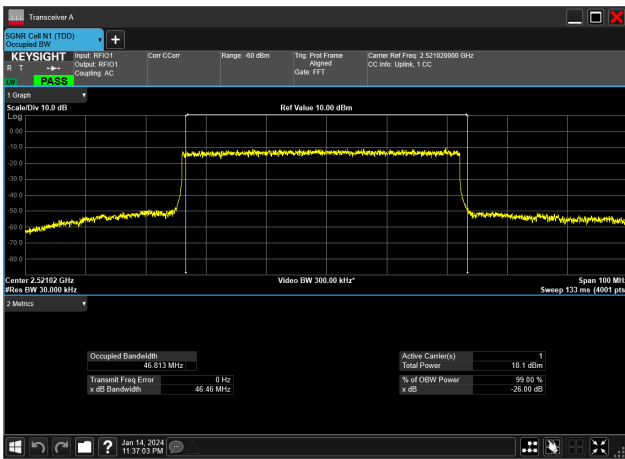 Transceiver A
5GNR Cell N1 (TDD)
Occupied BW
KEYSIGHT
R T
LNI
PASS
Input: RFIO1
Output: RFIO1
Coupling: AC
Corr CCorr
Range: -60 dBm
Trig: Prot Frame
Aligned
Gate: FFT
Carrier Ref Freq: 2.521020000 GHz
CC Info: Uplink, 1 CC
1 Graph
Scale/Div 10.0 dB
Ref Value 10.00 dBm
Log
0.00
-10.0
-20.0
-30.0
-40.0
-50.0
-60.0
-70.0
-80.0
Center 2.52102 GHz
#Res BW 30.000 kHz
Video BW 300.00 kHz*
Span 100 MH
Sweep 133 ms (4001 pts
2 Metrics
Occupied Bandwidth
46.813 MHz
Transmit Freq Error 0 Hz
x dB Bandwidth 46.46 MHz
Active Carrier(s) 1
Total Power 18.1 dBm
% of OBW Power 99.00 %
x dB -26.00 dB
?
Jan 14, 2024
11:37:03 PM